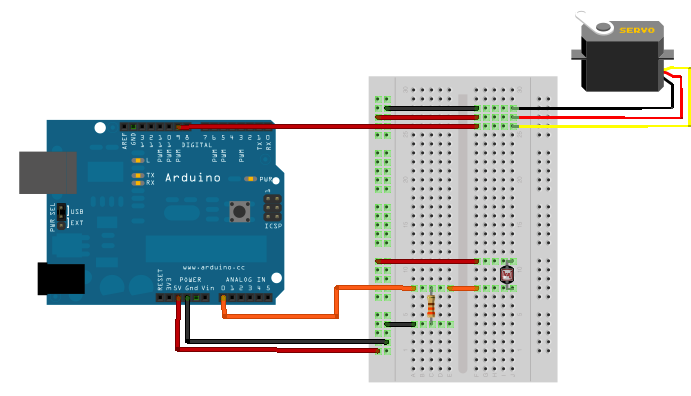 SERVO
AREF
GND
13
12
11
10
9
8
7
6
5
4
3
2
1
0
PWM
PWM
PWM
PWM
PWM
PWM
TX
RX
DIGITAL
L
TX
RX
Arduino
PWR
PWR SEL
USB
EXT
ICSP
www.arduino.cc
POWER
ANALOG IN
RESET
3V3
5V
Gnd
Vin
0
1
2
3
4
5